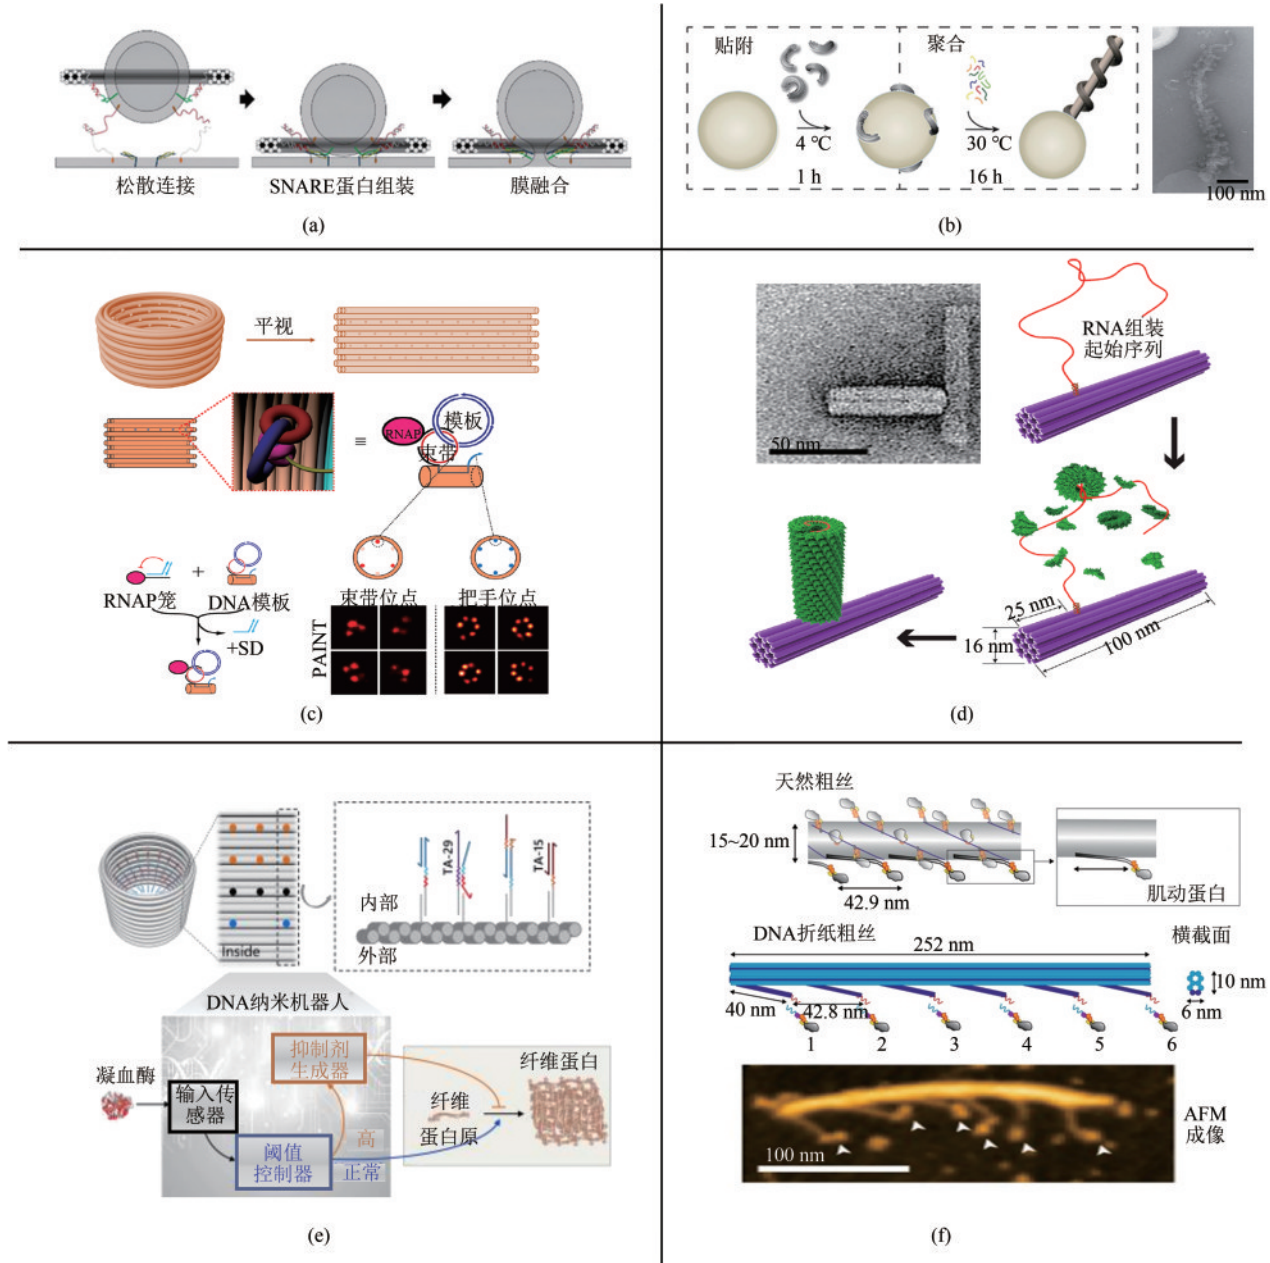 松散连接
SNARE蛋白组装
膜融合
(a)
贴附
聚合
4 ℃
30 ℃
1 h
16 h
100 nm
(b)
平视
≡
RNAP
模板
束带
RNAP笼
+
DNA模板
+SD
束带位点
把手位点
PAINT
(c)
RNA组装
起始序列
50 nm
25 nm
16 nm
100 nm
(d)
Inside
TA-29
TA-15
内部
外部
DNA纳米机器人
凝血酶
输入传
感器
抑制剂
生成器
阈值
控制器
高
正常
纤维
蛋白原
纤维蛋白
(e)
天然粗丝
15~20 nm
42.9 nm
肌动蛋白
DNA折纸粗丝
252 nm
横截面
40 nm
42.8 nm
10 nm
6 nm
1 2 3 4 5 6
100 nm
AFM
成像
(f)